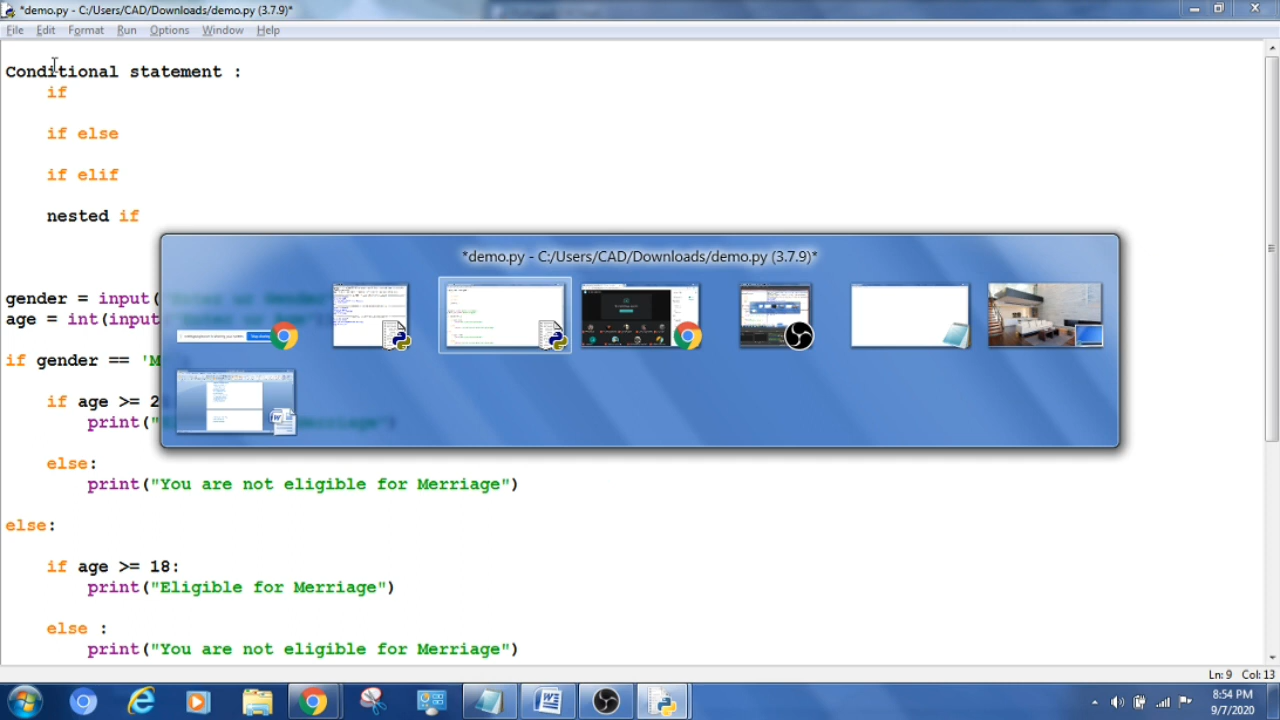 *demo.py - C:/Users/CAD/Downloads/demo.py (3.7.9)*
File Edit Format Run Options Window Help
Conditional statement :
if
if else
if elif
nested if
*demo.py - C:/Users/CAD/Downloads/demo.py (3.7.9)*
gender = input(
age = int(input
if gender == 'M
if age >= 2
print("
else:
print("You are not eligible for Merriage")
else:
if age >= 18:
print("Eligible for Merriage")
else :
print("You are not eligible for Merriage")
Ln: 9 Col: 13
8:54 PM
9/7/2020